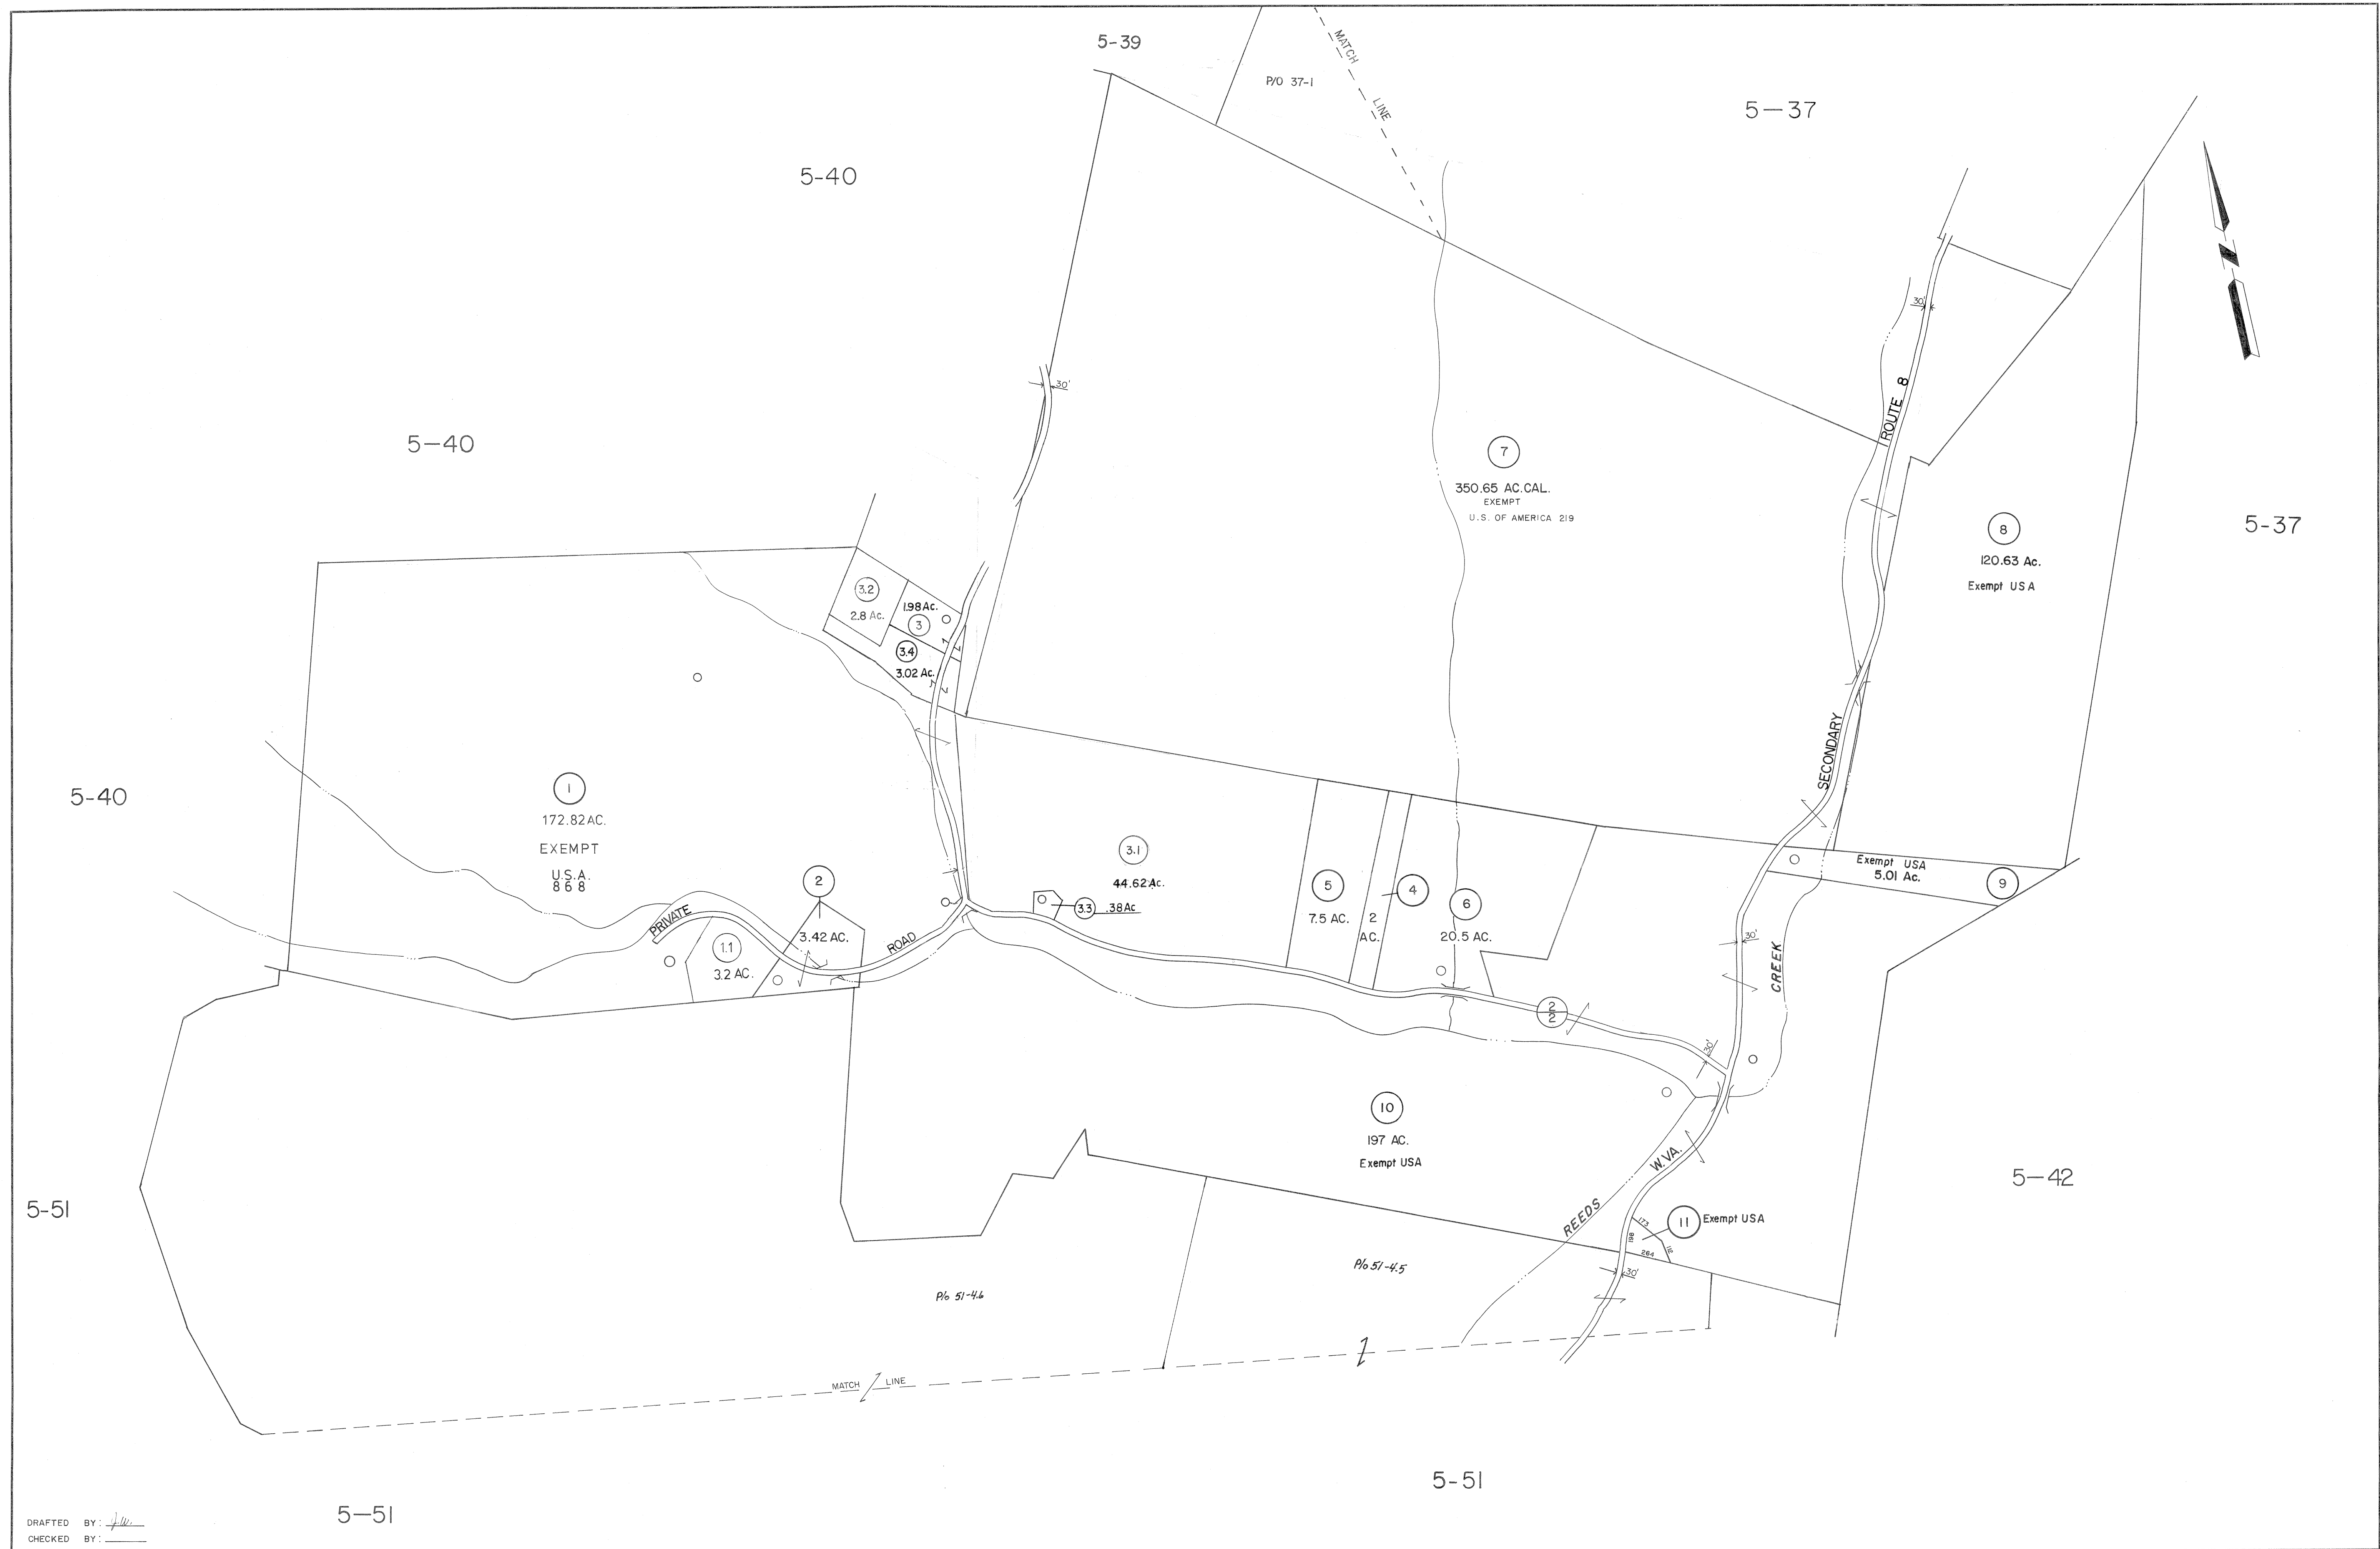 5-39
P/O 37-1
MATCH
LINE
5-37
5-40
30'
30'
5-40
ROUTE 8
N
7
350.65 AC.CAL.
EXEMPT
U.S. OF AMERICA 219
5-37
8
120.63 Ac.
Exempt USA
3.2
2.8 Ac.
1.98 Ac.
3
3.4
3.02 Ac.
SECONDARY
5-40
1
172.82 AC.
EXEMPT
U.S.A.
868
3.1
44.62 Ac.
3.3
.38 Ac
2
3.42 AC.
PRIVATE
ROAD
1.1
3.2 AC.
5
7.5 AC.
2
AC.
4
6
20.5 AC.
Exempt USA
5.01 Ac.
9
30'
CREEK
2
2
30'
10
197 AC.
Exempt USA
W.VA.
REEDS
5-42
5-51
173
11
Exempt USA
198
112
264
30'
P/o 51-4.5
P/o 51-4.6
MATCH
LINE
5-51
5-51
DRAFTED BY: J.W.
CHECKED BY: